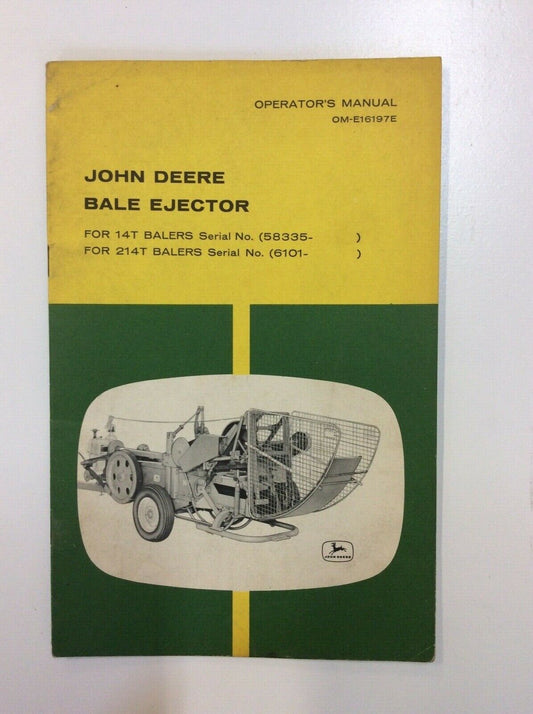 OPERATOR'S MANUAL
OM-E16197E
JOHN DEERE
BALE EJECTOR
FOR 14T BALERS Serial No. (58335-          )
FOR 214T BALERS Serial No. (6101-          )
JOHN DEERE